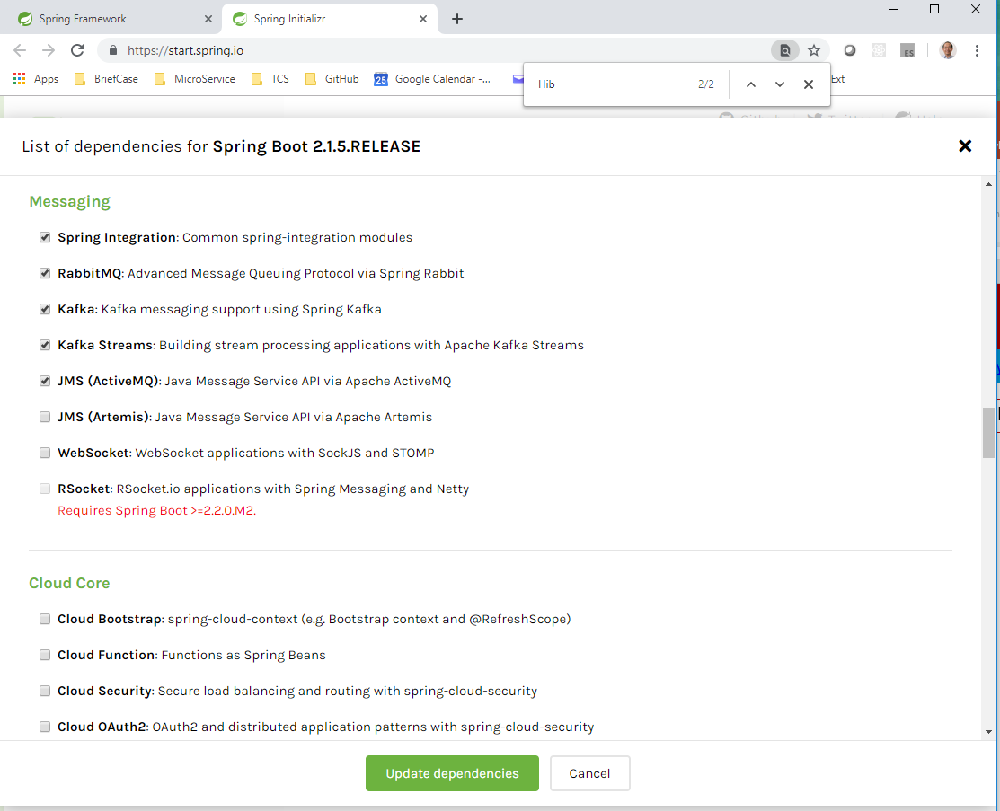 Spring Framework
Spring Initializr
https://start.spring.io
Apps
BriefCase
MicroService
TCS
GitHub
25
Google Calendar -...
Ext
Hib
2/2
ES
List of dependencies for Spring Boot 2.1.5.RELEASE
Messaging
Spring Integration: Common spring-integration modules
RabbitMQ: Advanced Message Queuing Protocol via Spring Rabbit
Kafka: Kafka messaging support using Spring Kafka
Kafka Streams: Building stream processing applications with Apache Kafka Streams
JMS (ActiveMQ): Java Message Service API via Apache ActiveMQ
JMS (Artemis): Java Message Service API via Apache Artemis
WebSocket: WebSocket applications with SockJS and STOMP
RSocket: RSocket.io applications with Spring Messaging and Netty
Requires Spring Boot >=2.2.0.M2.
Cloud Core
Cloud Bootstrap: spring-cloud-context (e.g. Bootstrap context and @RefreshScope)
Cloud Function: Functions as Spring Beans
Cloud Security: Secure load balancing and routing with spring-cloud-security
Cloud OAuth2: OAuth2 and distributed application patterns with spring-cloud-security
Update dependencies
Cancel